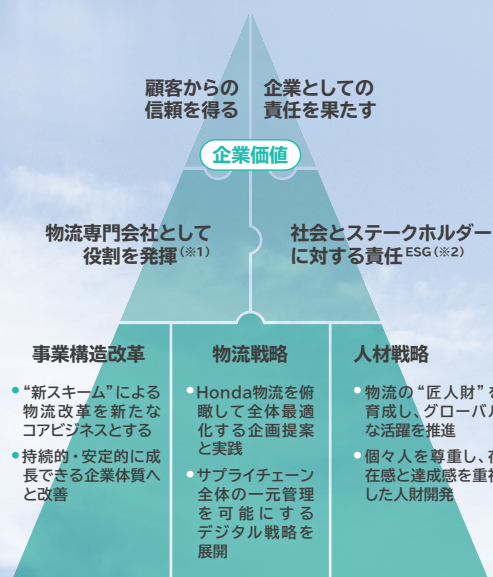 顧客からの
信頼を得る
企業としての
責任を果たす
企業価値
物流専門会社として
役割を発揮(※1)
社会とステークホルダー
に対する責任ESG(※2)
事業構造改革
• “新スキーム”による
物流改革を新たな
コアビジネスとする
• 持続的・安定的に成
長できる企業体質へ
と改善
物流戦略
• Honda物流を俯
瞰して全体最適
化する企画提案
と実践
• サプライチェーン
全体の一元管理
を可能にする
デジタル戦略を
展開
人材戦略
• 物流の“匠人財”を
育成し、グローバル
な活躍を推進
• 個々人を尊重し、存
在感と達成感を重視
した人財開発